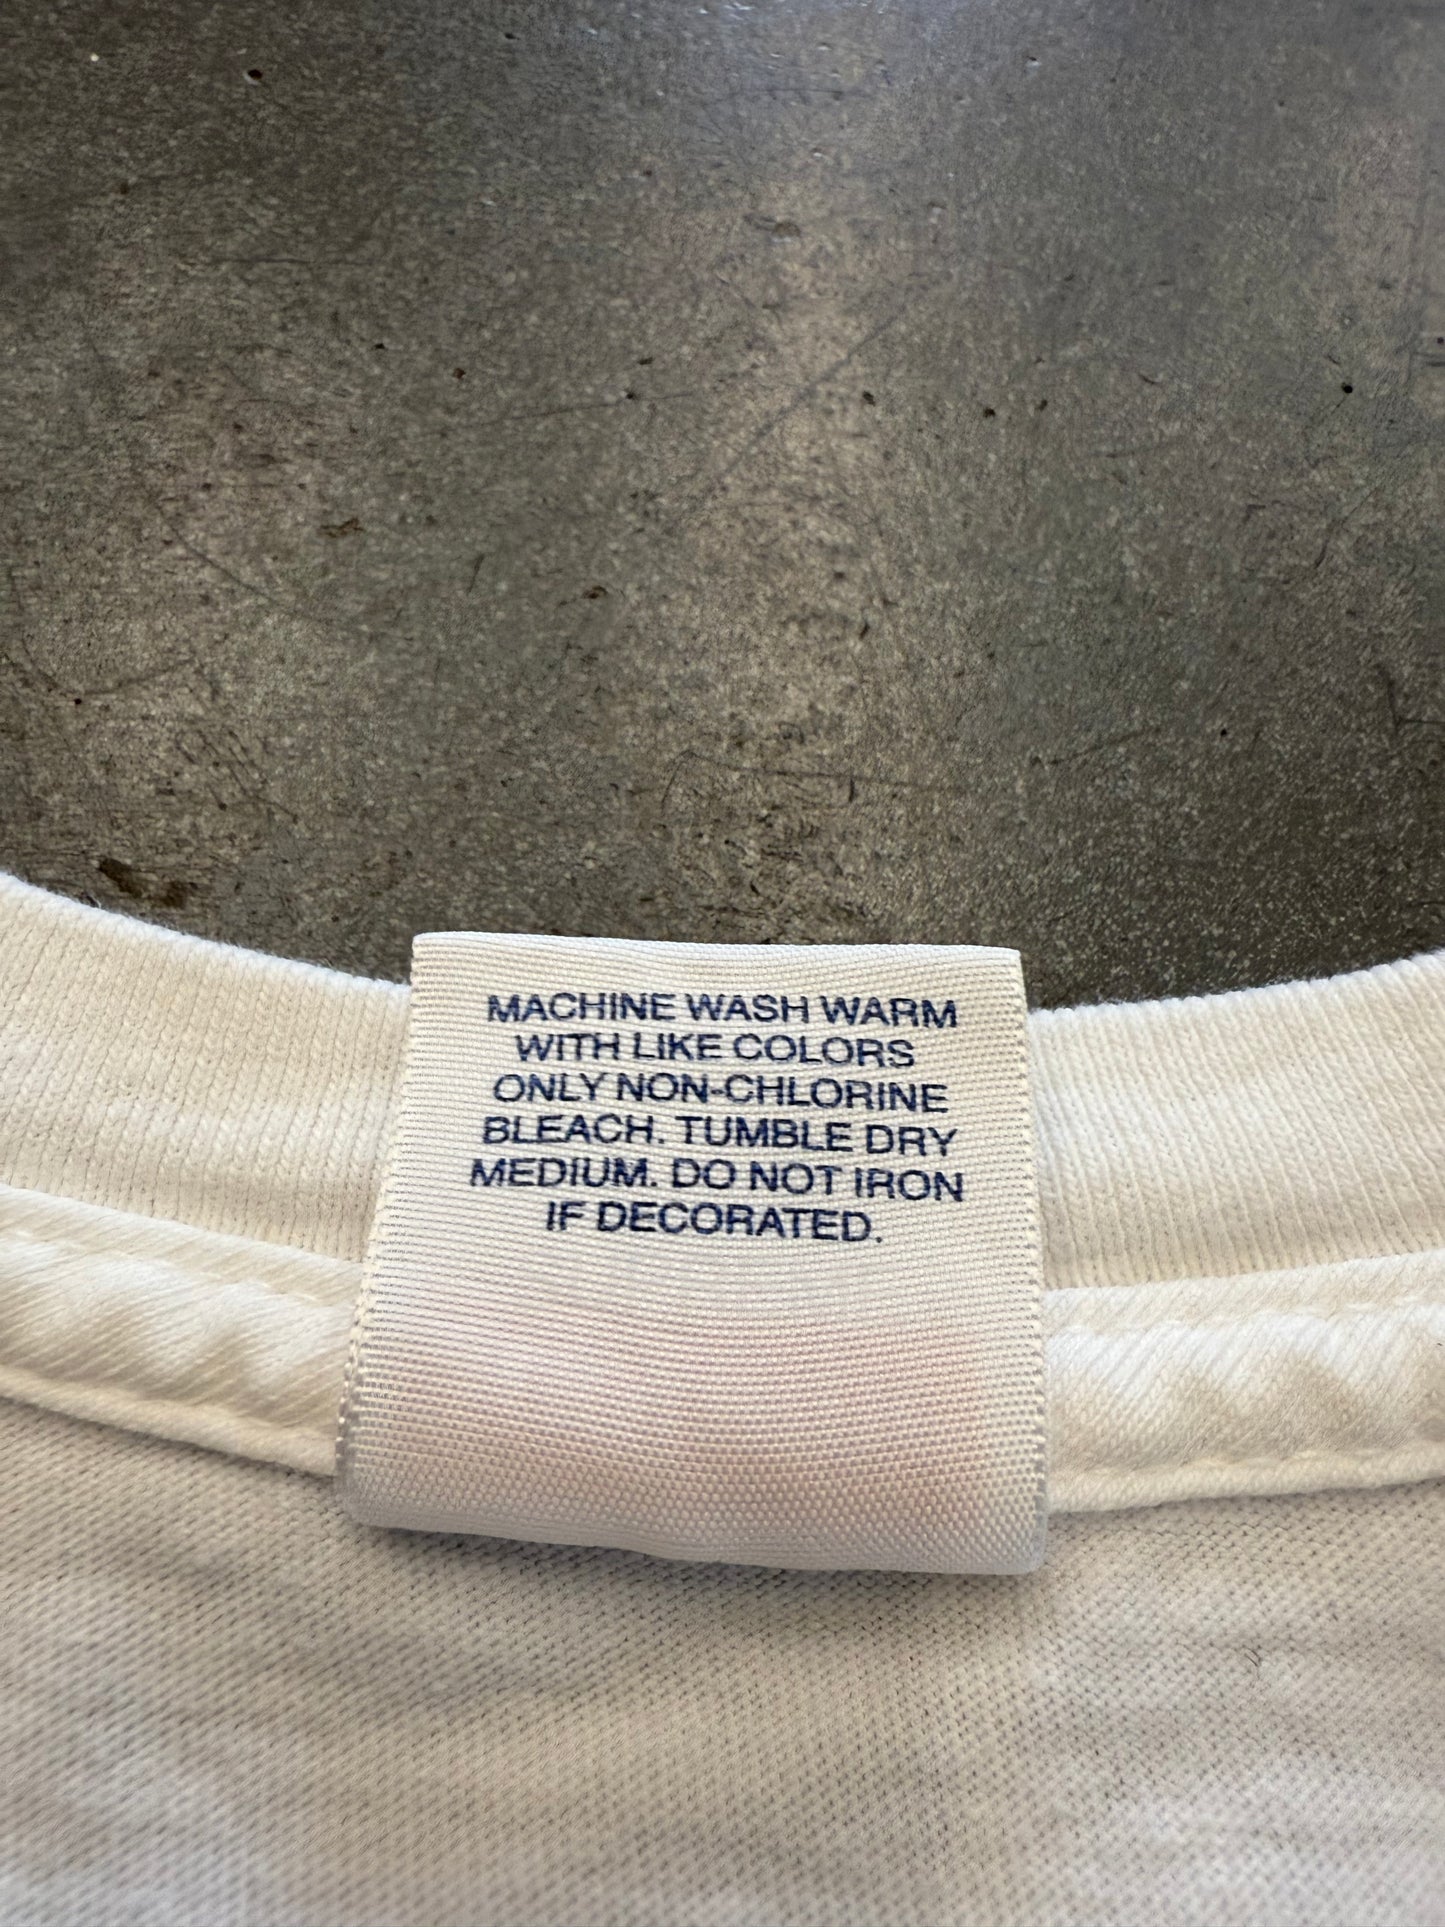 MACHINE WASH WARM
WITH LIKE COLORS
ONLY NON-CHLORINE
BLEACH. TUMBLE DRY
MEDIUM. DO NOT IRON
IF DECORATED.